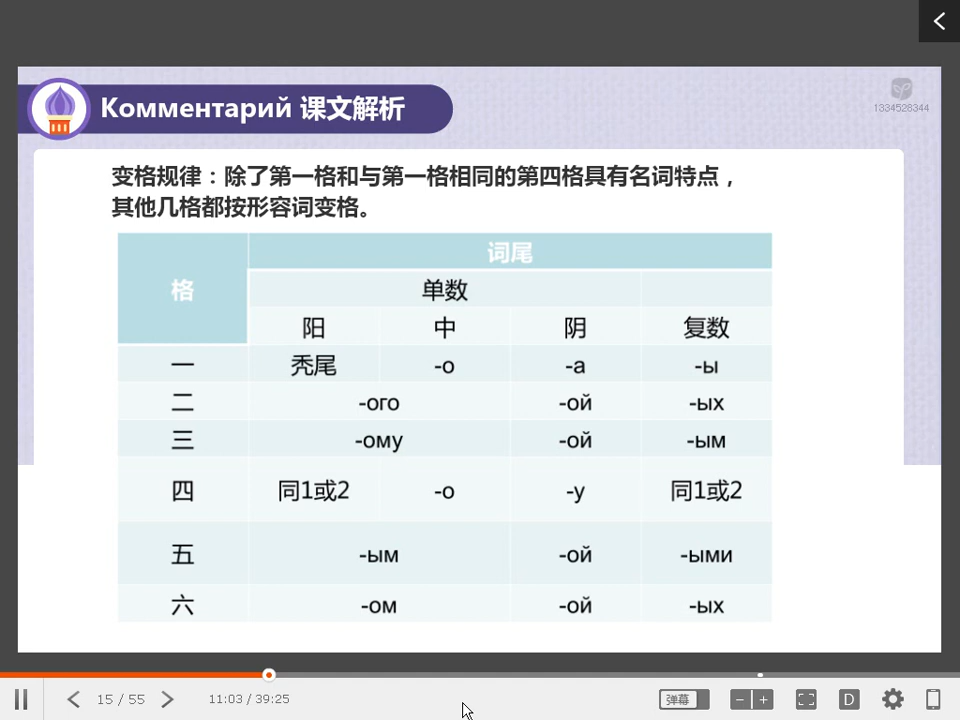 Комментарий 课文解析
1334528344
变格规律：除了第一格和与第一格相同的第四格具有名词特点，
其他几格都按形容词变格。
格 词尾
单数
阳 中 阴 复数
一 秃尾 -о -а -ы
二 -ого -ой -ых
三 -ому -ой -ым
四 同1或2 -о -у 同1或2
五 -ым -ой -ыми
六 -ом -ой -ых
15 / 55 11:03 / 39:25 弹幕 D